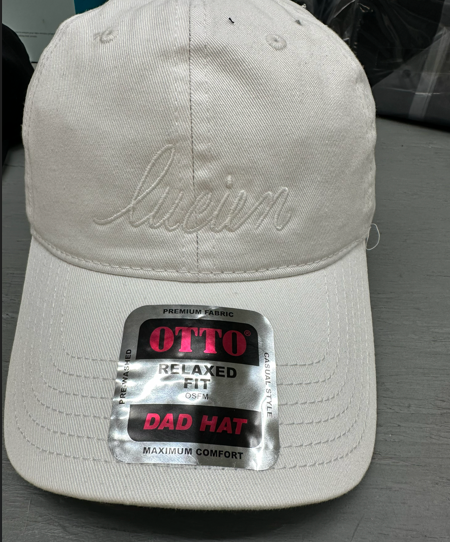 lucien
PREMIUM FABRIC
OTTO®
PRE-WASHED
RELAXED
FIT
OSFM
CASUAL STYLE
DAD HAT
MAXIMUM COMFORT